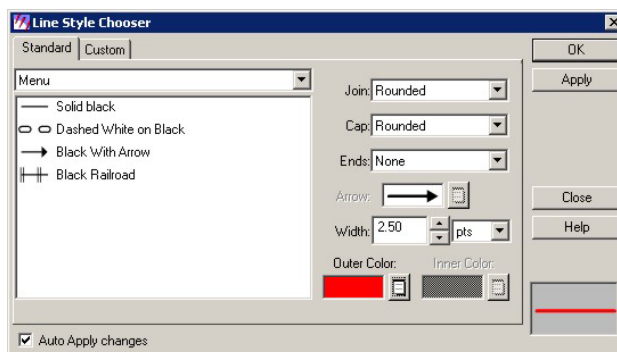 Line Style Chooser
Standard
Custom
OK
Menu
Apply
Solid black
Dashed White on Black
Black With Arrow
Black Railroad
Join: Rounded
Cap: Rounded
Ends: None
Arrow:
Close
Width: 2.50 pts
Help
Outer Color:
Inner Color:
Auto Apply changes